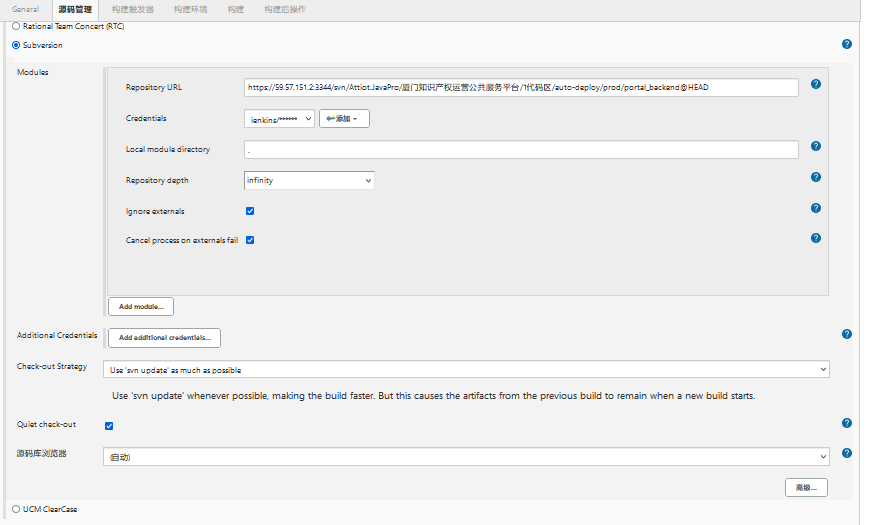 General 源码管理 构建触发器 构建环境 构建 构建后操作
Rational Team Concert (RTC)
Subversion
Modules
Repository URL https://59.57.151.2:3344/svn/Attiot.JavaPro/厦门知识产权运营公共服务平台/1代码区/auto-deploy/prod/portal_backend@HEAD
Credentials jenkins/****** 添加
Local module directory .
Repository depth infinity
Ignore externals
Cancel process on externals fail
Add module...
Additional Credentials Add additional credentials...
Check-out Strategy Use 'svn update' as much as possible
Use 'svn update' whenever possible, making the build faster. But this causes the artifacts from the previous build to remain when a new build starts.
Quiet check-out
源码库浏览器 (自动)
高级...
UCM ClearCase